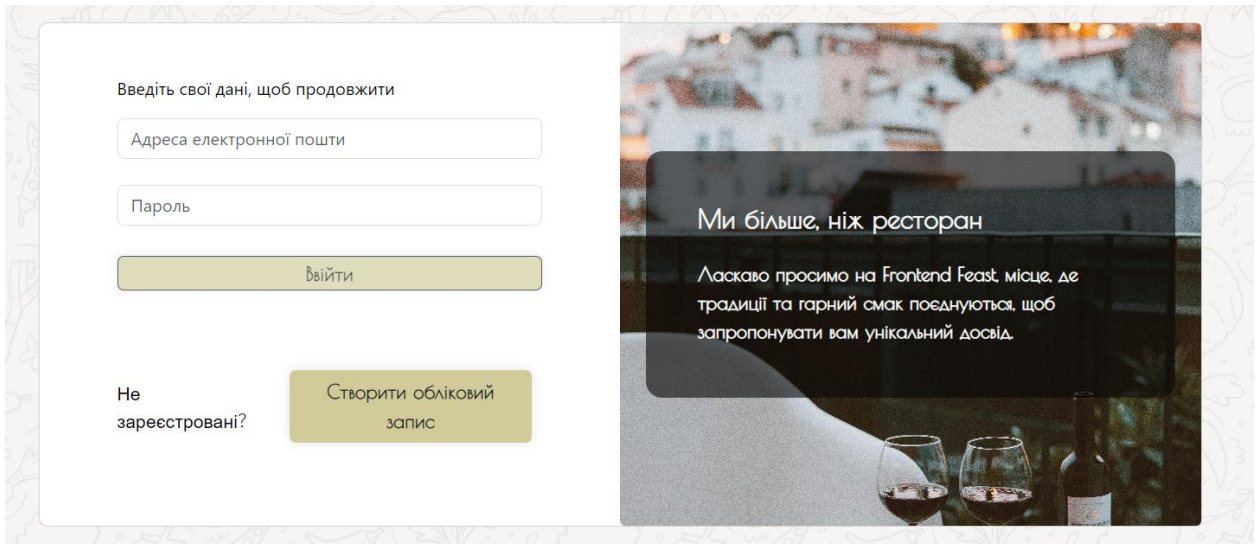 Введіть свої дані, щоб продовжити
Адреса електронної пошти
Пароль
Ввійти
Не
зареєстровані?
Створити обліковий
запис
Ми більше, ніж ресторан
Ласкаво просимо на Frontend Feast, місце, де
традиції та гарний смак поєднуються, щоб
запропонувати вам унікальний досвід.